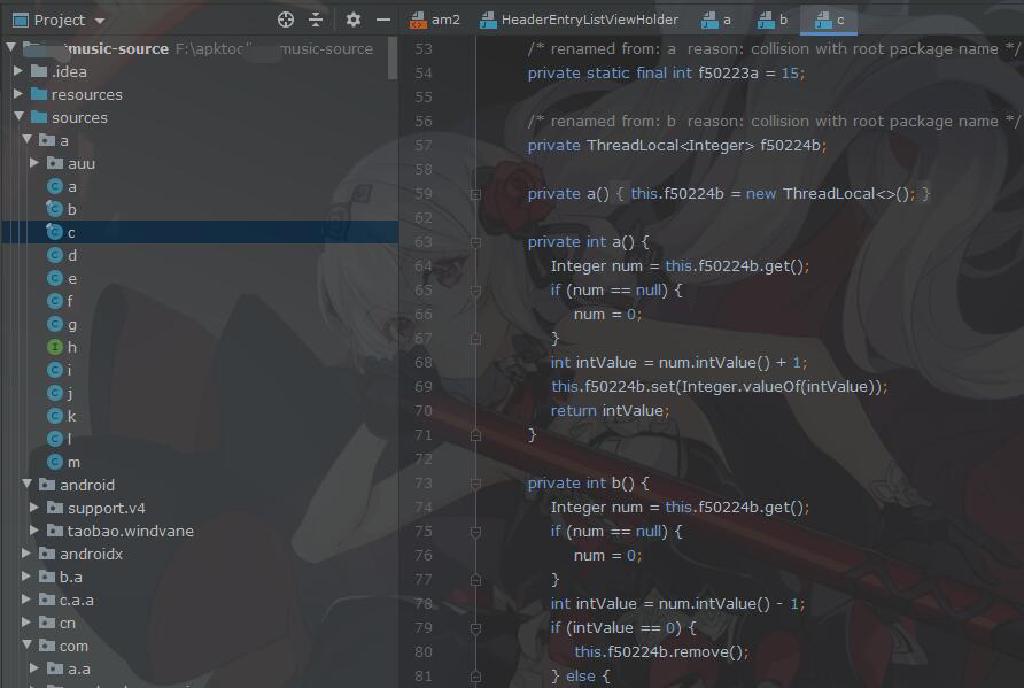 Project
am2 HeaderEntryListViewHolder a b c
music-source F:\apktool music-source
.idea
resources
sources
a
auu
a
b
c
d
e
f
g
h
i
j
k
l
m
android
support.v4
taobao.windvane
androidx
b.a
c.a.a
cn
com
a.a
53 /* renamed from: a reason: collision with root package name */
54 private static final int f50223a = 15;
55
56 /* renamed from: b reason: collision with root package name */
57 private ThreadLocal<Integer> f50224b;
58
59 private a() { this.f50224b = new ThreadLocal<>(); }
62
63 private int a() {
64 Integer num = this.f50224b.get();
65 if (num == null) {
66 num = 0;
67 }
68 int intValue = num.intValue() + 1;
69 this.f50224b.set(Integer.valueOf(intValue));
70 return intValue;
71 }
72
73 private int b() {
74 Integer num = this.f50224b.get();
75 if (num == null) {
76 num = 0;
77 }
78 int intValue = num.intValue() - 1;
79 if (intValue == 0) {
80 this.f50224b.remove();
81 } else {